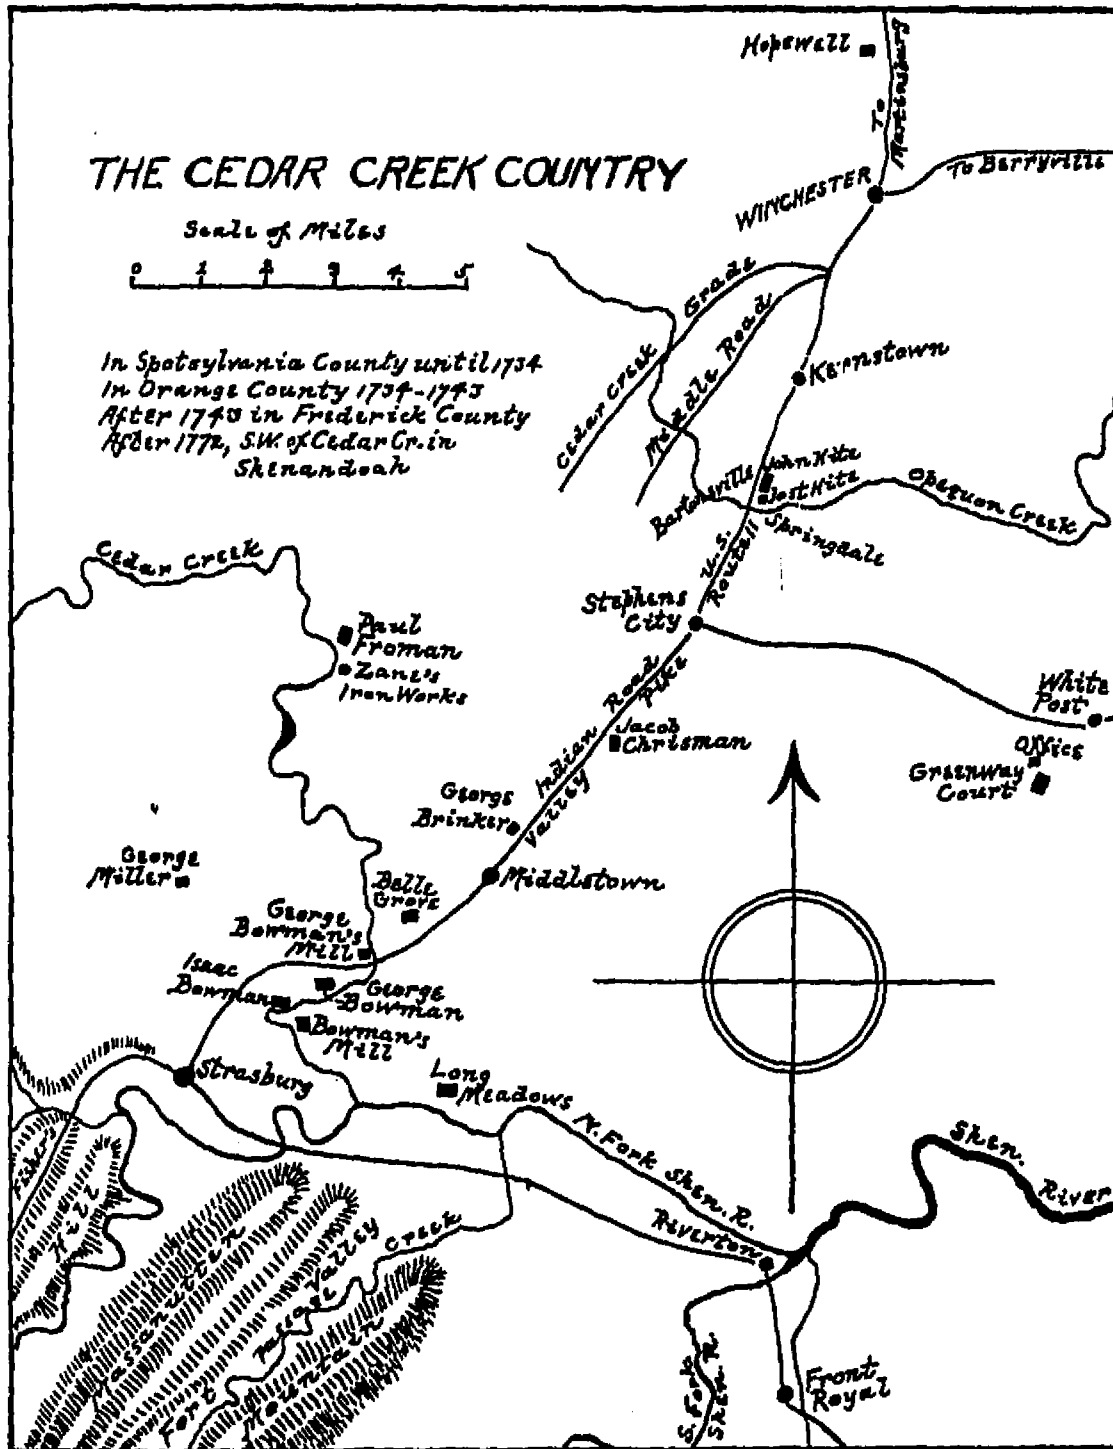 Hopewell
To
Martinsburg
To Berryville
THE CEDAR CREEK COUNTRY
WINCHESTER
Scale of Miles
0 1 2 3 4 5
Cedar Creek Grade
Middle Road
In Spotsylvania County until 1734
In Orange County 1734-1743
After 1743 in Frederick County
After 1772, S.W. of Cedar Cr. in
Shenandoah
Kernstown
John Hite
Bartonsville
Jost Hite
Opequon Creek
Springdale
U.S.
Route 11
Cedar Creek
Stephens
City
Paul
Froman
Zane's
Iron Works
Indian Road
Valley Pike
White
Post
Jacob
Chrisman
Office
Greenway
Court
George
Brinker
George
Miller
Middletown
Belle
Grove
George
Bowman's
Mill
Isaac
Bowman
George
Bowman
Bowman's
Mill
Strasburg
Long
Meadows
N. Fork Shen. R.
Shen.
River
Riverton
Fisher's
Hill
Massanutten
Fort Valley
Passage Creek
Mountain
S. Fork
Shen. R.
Front
Royal